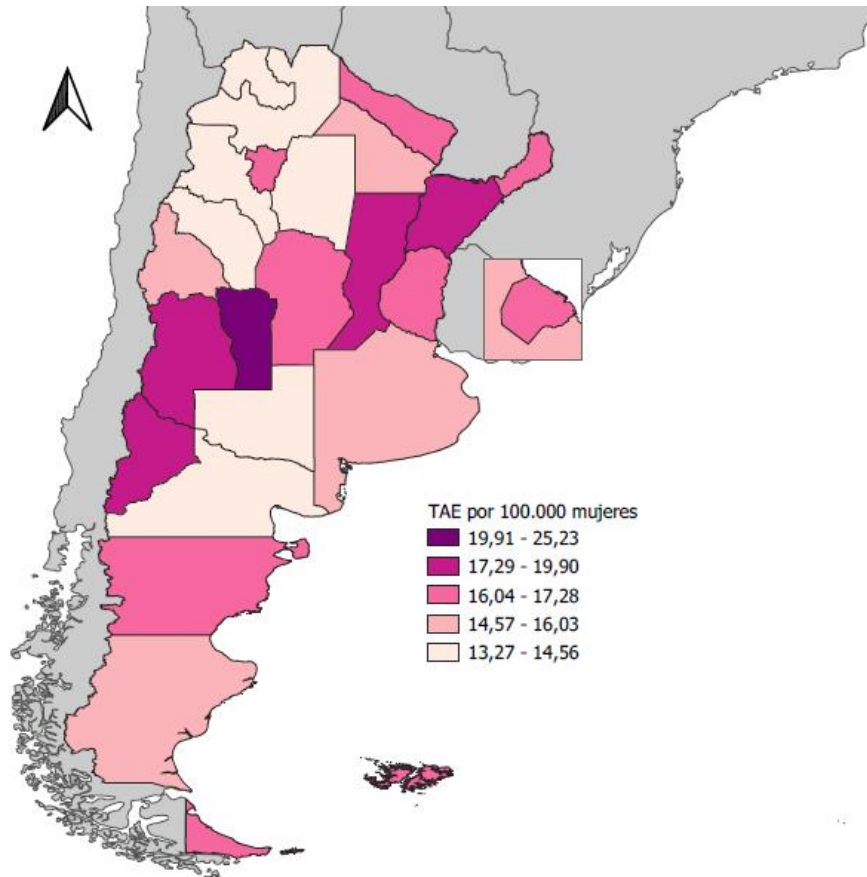 TAE por 100.000 mujeres
19,91 - 25,23
17,29 - 19,90
16,04 - 17,28
14,57 - 16,03
13,27 - 14,56